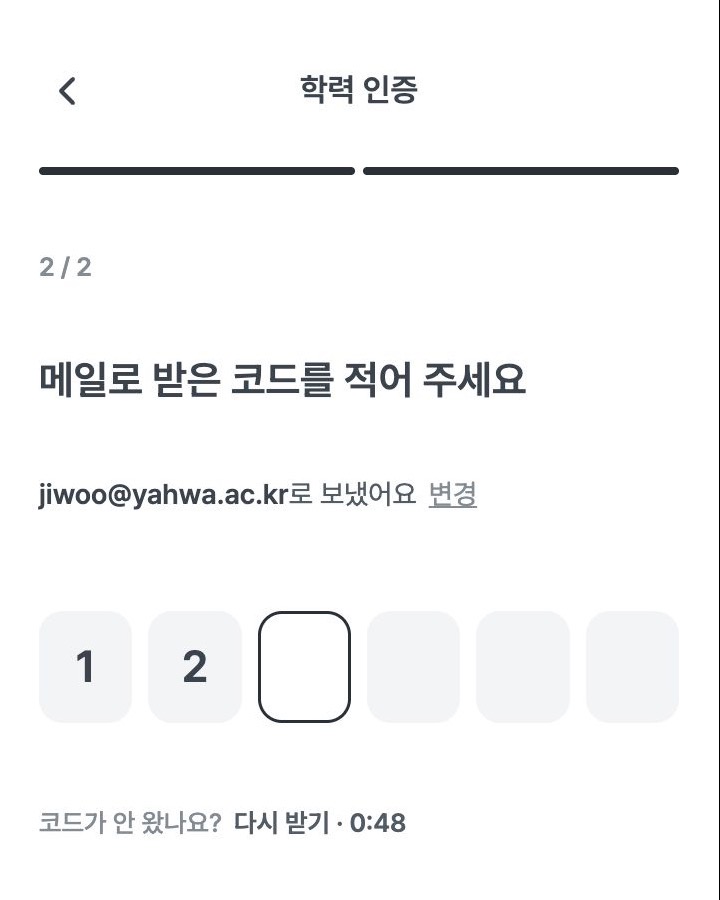 학력 인증
2 / 2
메일로 받은 코드를 적어 주세요
jiwoo@yahwa.ac.kr로 보냈어요 변경
1 2
코드가 안 왔나요? 다시 받기 · 0:48